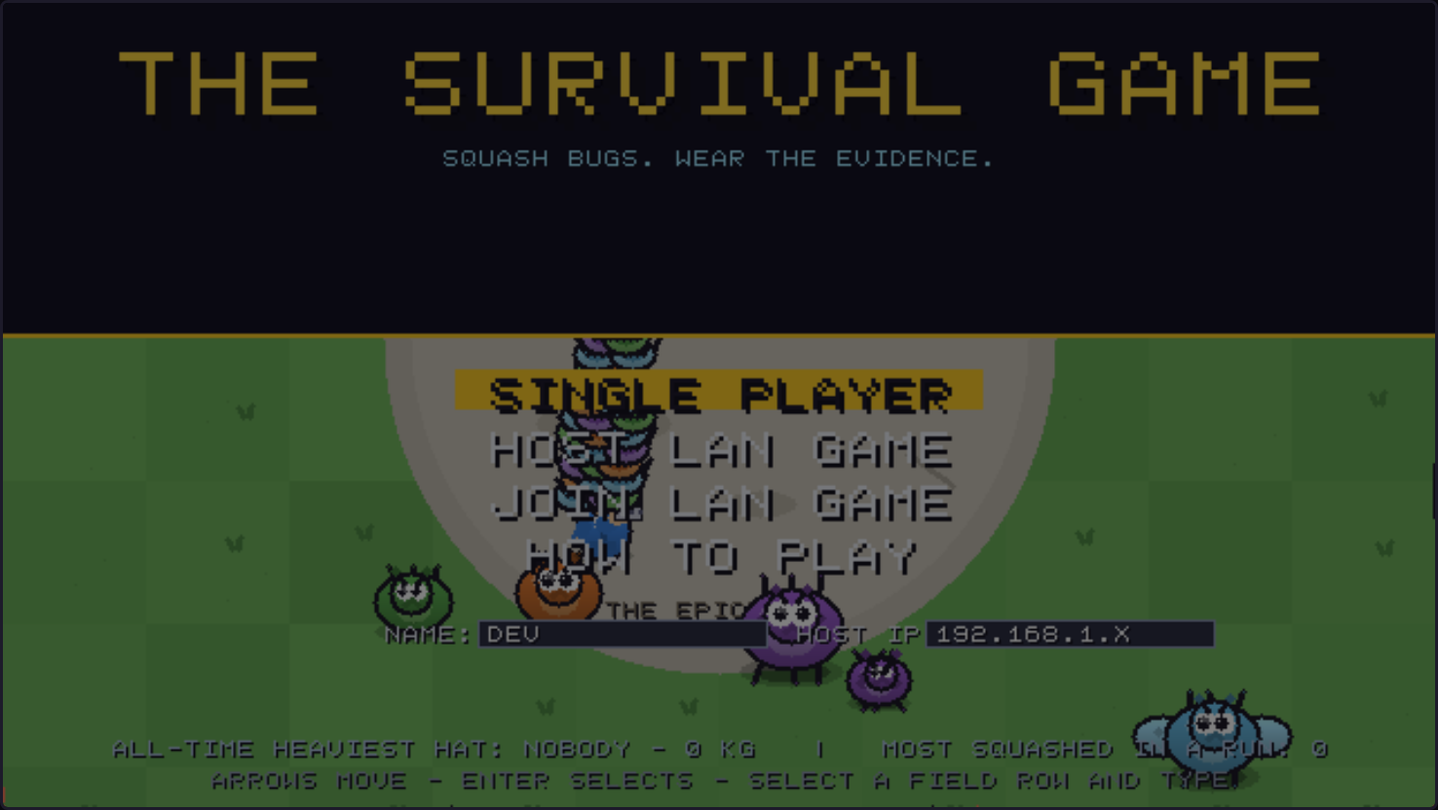 THE SURVIVAL GAME
SQUASH BUGS. WEAR THE EVIDENCE.
SINGLE PLAYER
HOST LAN GAME
JOIN LAN GAME
HOW TO PLAY
THE EPIC
NAME: DEV HOST IP 192.168.1.X
ALL-TIME HEAVIEST HAT: NOBODY - 0 KG | MOST SQUASHED IN A RUN: 0
ARROWS MOVE - ENTER SELECTS - SELECT A FIELD ROW AND TYPE